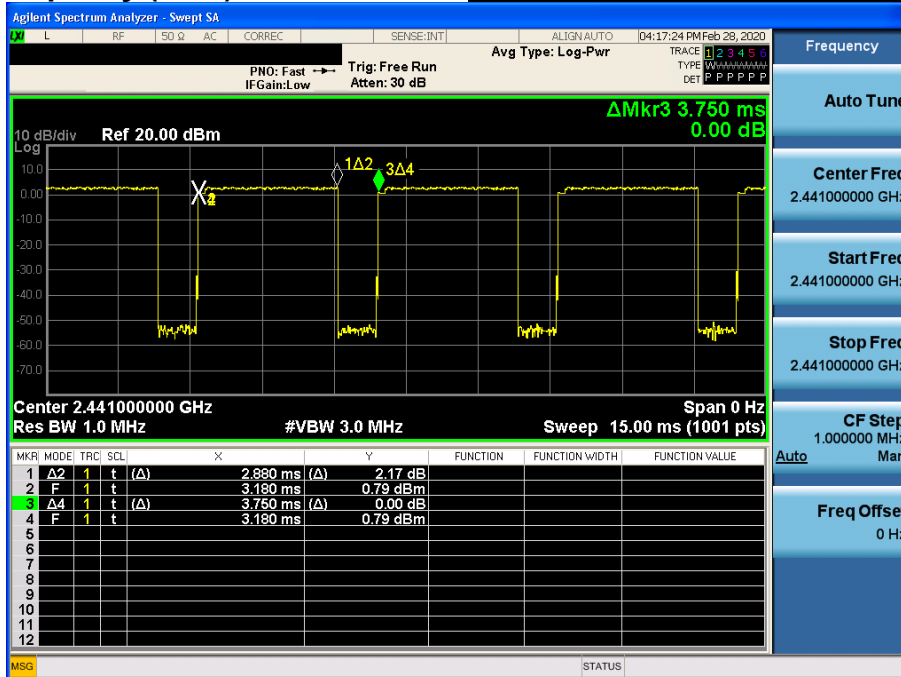 Agilent Spectrum Analyzer - Swept SA
LXI L RF 50 Ω AC CORREC SENSE:INT ALIGN AUTO 04:17:24 PM Feb 28, 2020
Avg Type: Log-Pwr TRACE 1 2 3 4 5 6
PNO: Fast Trig: Free Run TYPE WWWWWW
IFGain:Low Atten: 30 dB DET P P P P P P
ΔMkr3 3.750 ms
0.00 dB
10 dB/div Ref 20.00 dBm
Log
10.0
1Δ2 3Δ4
0.00
-10.0
-20.0
-30.0
-40.0
-50.0
-60.0
-70.0
Center 2.441000000 GHz Span 0 Hz
Res BW 1.0 MHz #VBW 3.0 MHz Sweep 15.00 ms (1001 pts)
MKR MODE TRC SCL X Y FUNCTION FUNCTION WIDTH FUNCTION VALUE
1 Δ2 1 t (Δ) 2.880 ms (Δ) 2.17 dB
2 F 1 t 3.180 ms 0.79 dBm
3 Δ4 1 t (Δ) 3.750 ms (Δ) 0.00 dB
4 F 1 t 3.180 ms 0.79 dBm
5
6
7
8
9
10
11
12
MSG STATUS
Frequency
Auto Tune
Center Freq
2.441000000 GHz
Start Freq
2.441000000 GHz
Stop Freq
2.441000000 GHz
CF Step
1.000000 MHz
Auto Man
Freq Offset
0 Hz